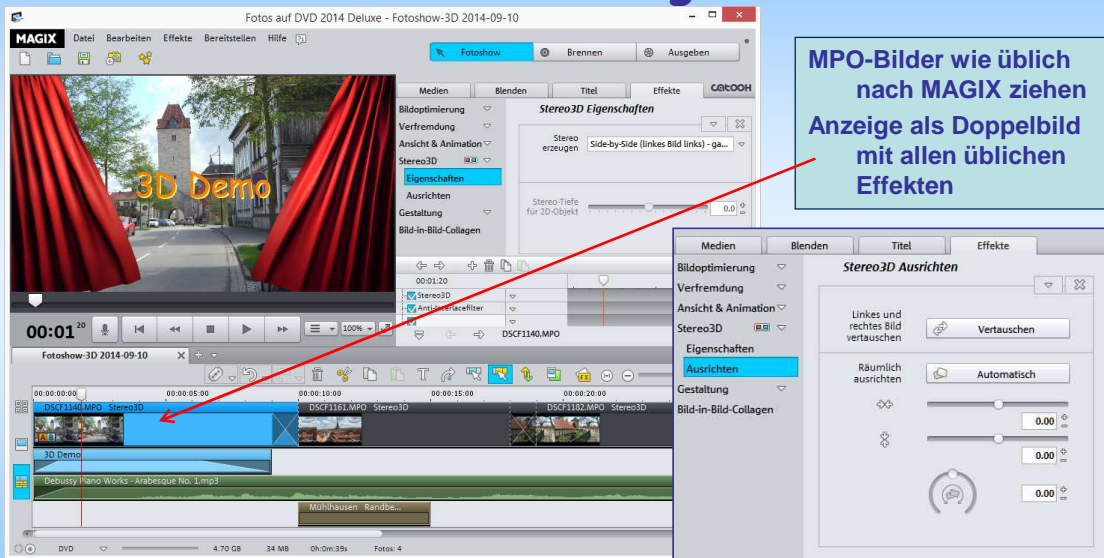 Fotos auf DVD 2014 Deluxe - Fotoshow-3D 2014-09-10
MAGIX Datei Bearbeiten Effekte Bereitstellen Hilfe
Fotoshow Brennen Ausgeben
3D Demo
Medien Blenden Titel Effekte CATOOH
Bildoptimierung
Verfremdung
Ansicht & Animation
Stereo3D
Eigenschaften
Ausrichten
Gestaltung
Bild-in-Bild-Collagen
Stereo3D Eigenschaften
Stereo
erzeugen
Side-by-Side (linkes Bild links) - ga...
Stereo-Tiefe
für 2D-Objekt
0.0
00:01:20
Stereo3D
Anti-Interlacefilter
DSCF1140.MPO
00:01 20
100%
Fotoshow-3D 2014-09-10
00:00:00:00 00:00:05:00 00:00:10:00 00:00:15:00 00:00:20:00
DSCF1140.MPO Stereo3D DSCF1161.MPO Stereo3D DSCF1182.MPO Stereo3D
A B
3D Demo
Debussy Piano Works - Arabesque No. 1.mp3
Mühlhausen Randbe...
DVD 4.70 GB 34 MB 0h:0m:39s Fotos: 4
MPO-Bilder wie üblich
nach MAGIX ziehen
Anzeige als Doppelbild
mit allen üblichen
Effekten
Medien Blenden Titel Effekte
Bildoptimierung
Verfremdung
Ansicht & Animation
Stereo3D
Eigenschaften
Ausrichten
Gestaltung
Bild-in-Bild-Collagen
Stereo3D Ausrichten
Linkes und
rechtes Bild
vertauschen
Vertauschen
Räumlich
ausrichten
Automatisch
0.00
0.00
0.00